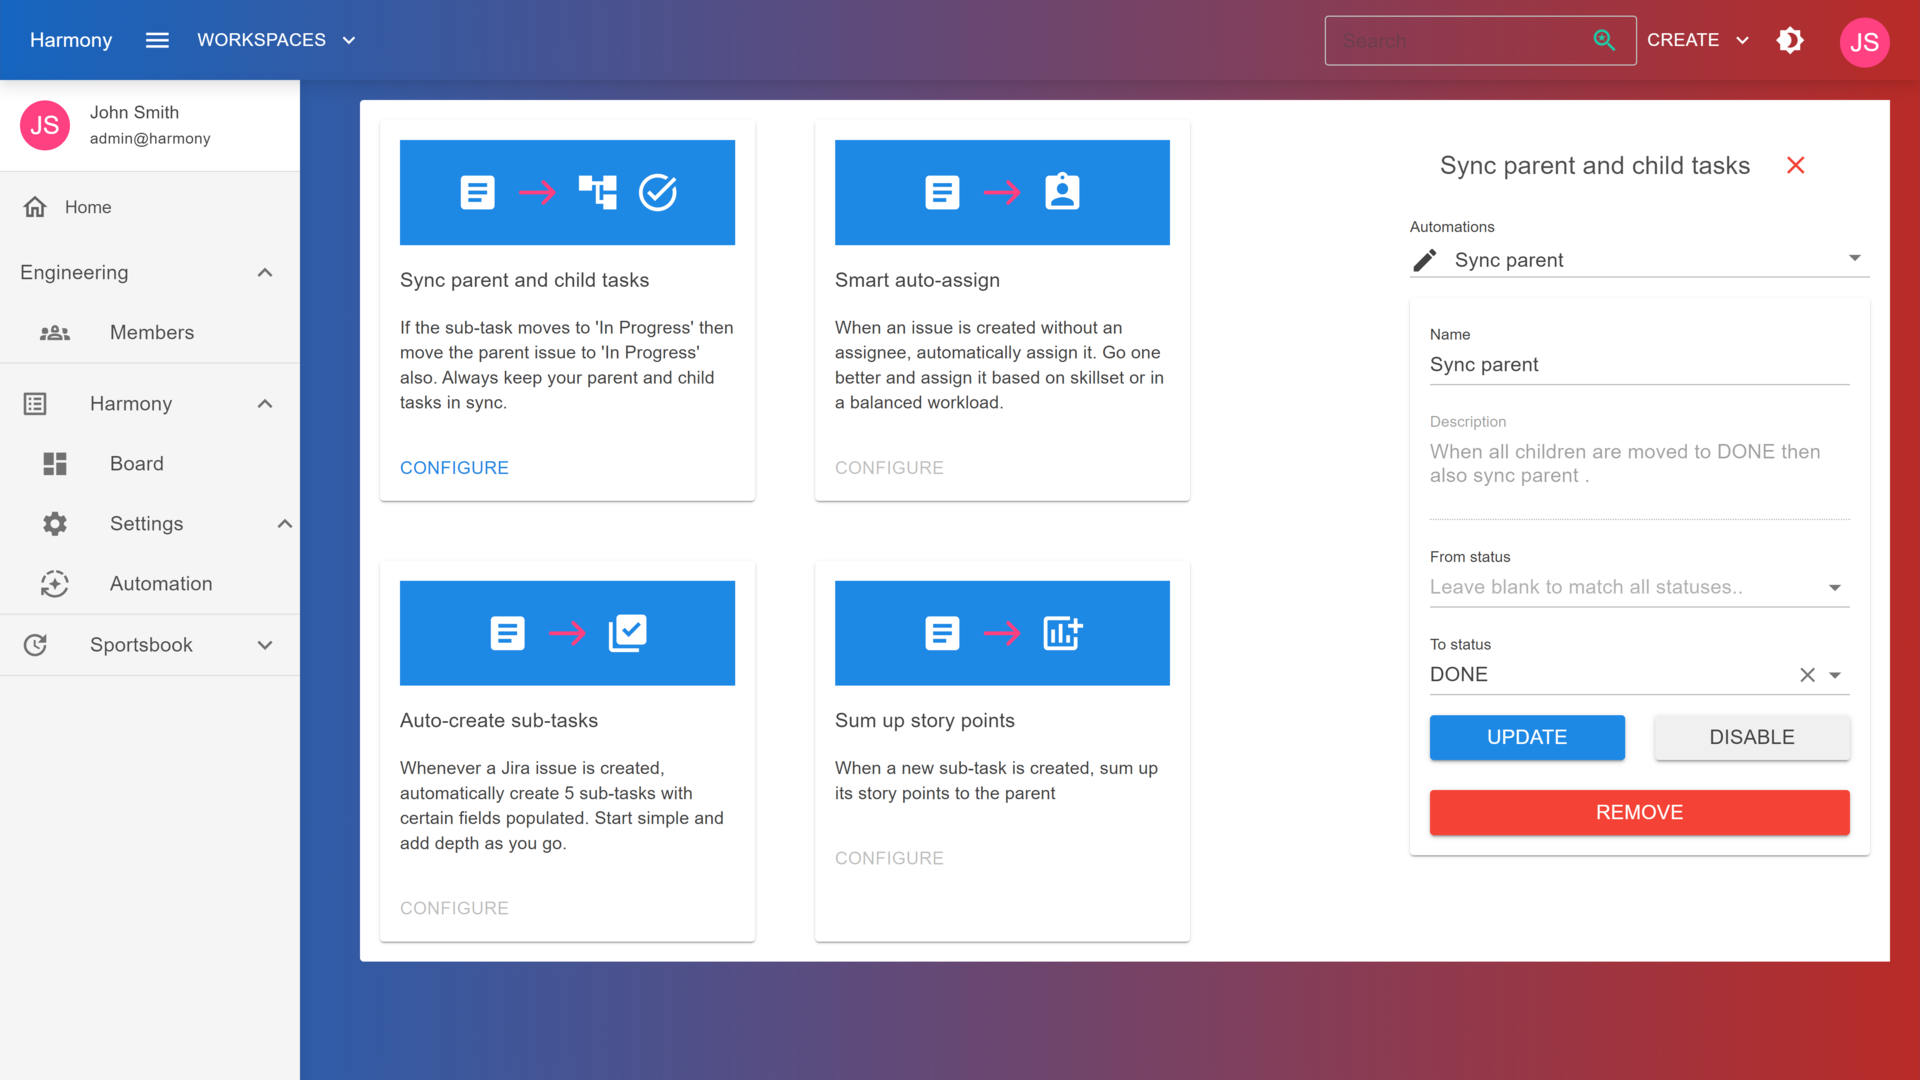 Harmony
WORKSPACES
Search
CREATE
JS
JS
John Smith
admin@harmony
Home
Engineering
Members
Harmony
Board
Settings
Automation
Sportsbook
Sync parent and child tasks
If the sub-task moves to 'In Progress' then
move the parent issue to 'In Progress'
also. Always keep your parent and child
tasks in sync.
CONFIGURE
Smart auto-assign
When an issue is created without an
assignee, automatically assign it. Go one
better and assign it based on skillset or in
a balanced workload.
CONFIGURE
Auto-create sub-tasks
Whenever a Jira issue is created,
automatically create 5 sub-tasks with
certain fields populated. Start simple and
add depth as you go.
CONFIGURE
Sum up story points
When a new sub-task is created, sum up
its story points to the parent
CONFIGURE
Sync parent and child tasks
Automations
Sync parent
Name
Sync parent
Description
When all children are moved to DONE then
also sync parent .
From status
Leave blank to match all statuses..
To status
DONE
UPDATE
DISABLE
REMOVE